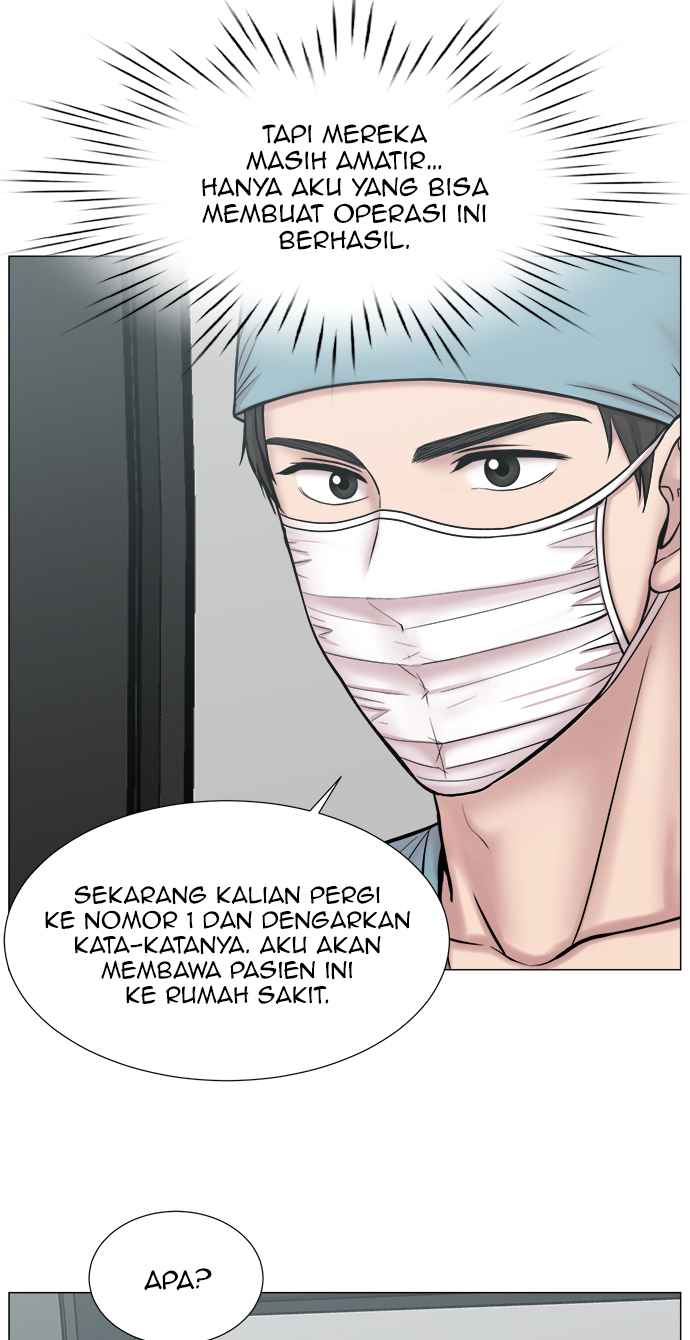 TAPI MEREKA
MASIH AMATIR...
HANYA AKU YANG BISA
MEMBUAT OPERASI INI
BERHASIL.
SEKARANG KALIAN PERGI
KE NOMOR 1 DAN DENGARKAN
KATA-KATANYA. AKU AKAN
MEMBAWA PASIEN INI
KE RUMAH SAKIT.
APA?